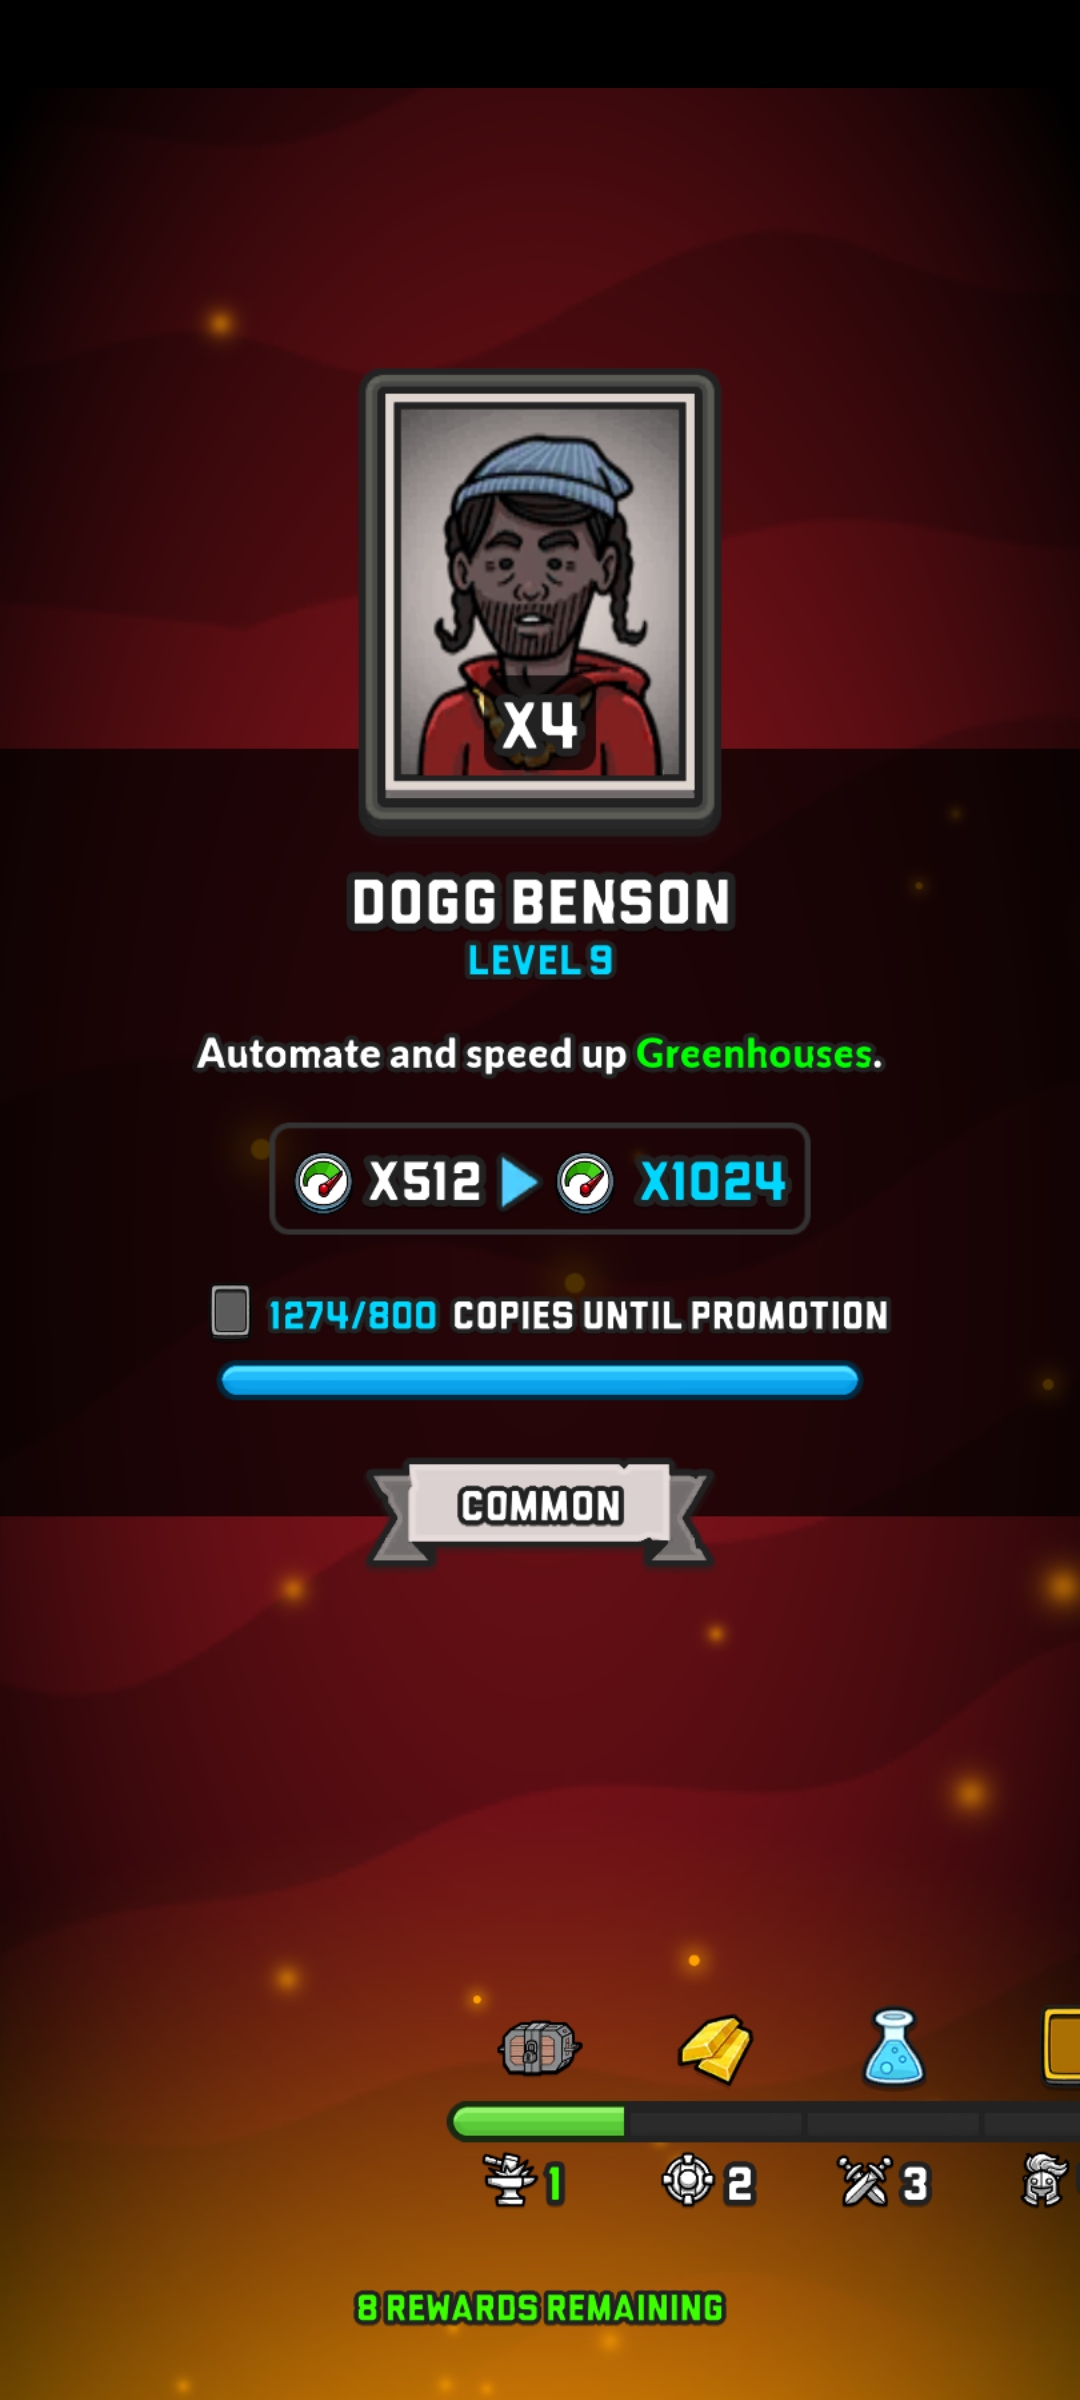 X4
DOGG BENSON
LEVEL 9
Automate and speed up Greenhouses.
X512 X1024
1274/800 COPIES UNTIL PROMOTION
COMMON
1 2 3
8 REWARDS REMAINING